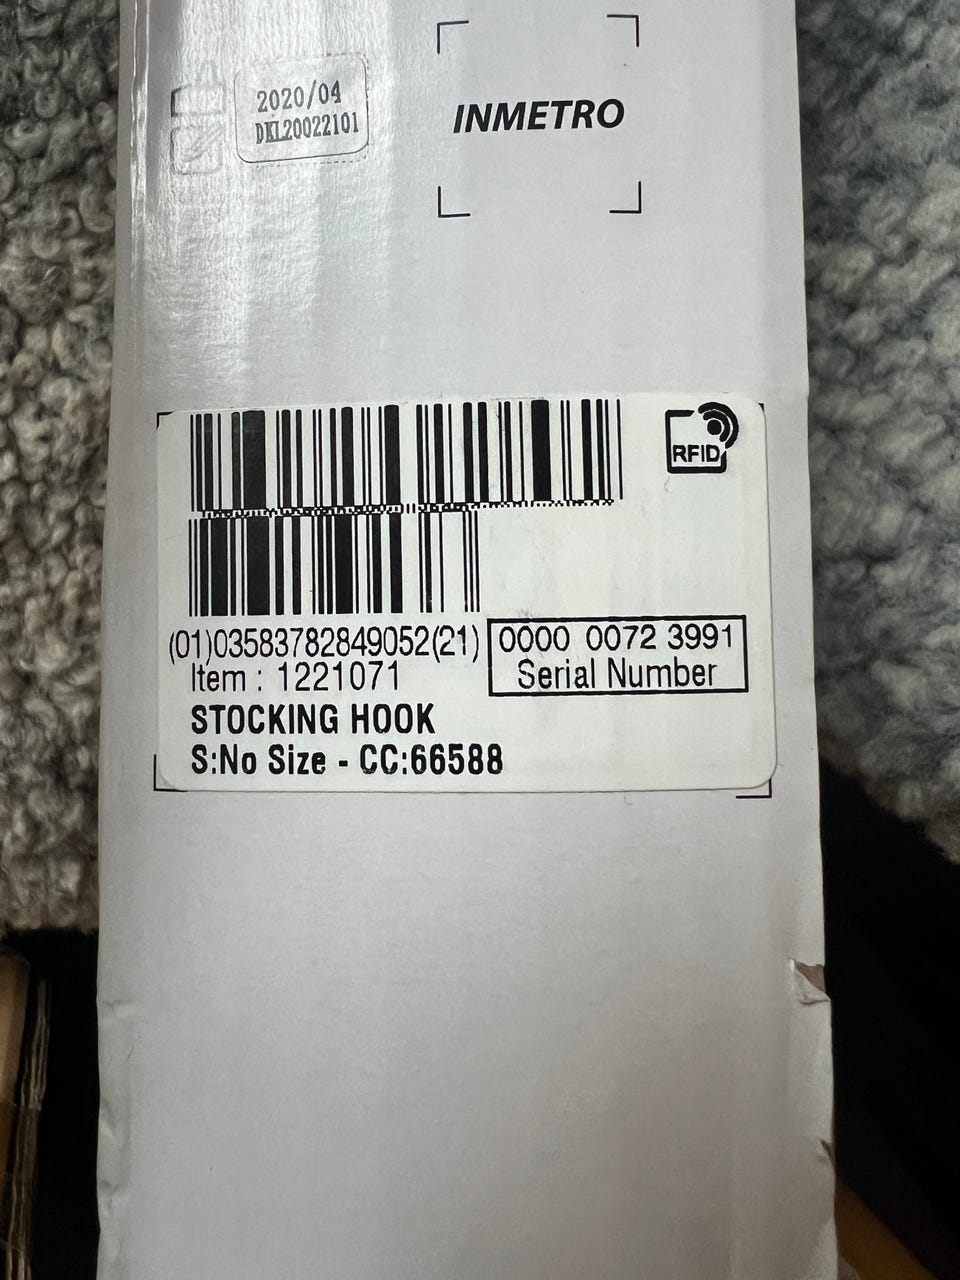 2020/04
DKL20022101
INMETRO
RFID
(01)03583782849052(21) 0000 0072 3991
Item : 1221071 Serial Number
STOCKING HOOK
S:No Size - CC:66588